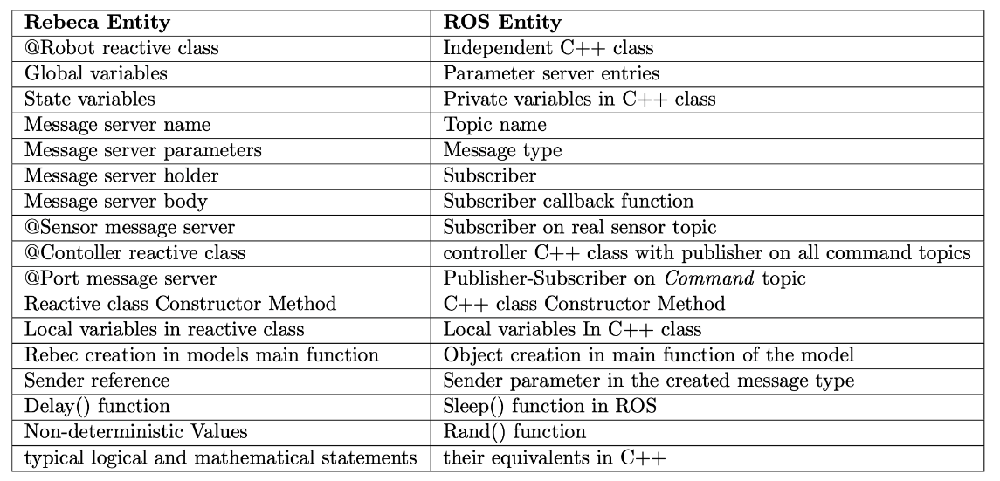 Rebeca Entity ROS Entity
@Robot reactive class Independent C++ class
Global variables Parameter server entries
State variables Private variables in C++ class
Message server name Topic name
Message server parameters Message type
Message server holder Subscriber
Message server body Subscriber callback function
@Sensor message server Subscriber on real sensor topic
@Contoller reactive class controller C++ class with publisher on all command topics
@Port message server Publisher-Subscriber on Command topic
Reactive class Constructor Method C++ class Constructor Method
Local variables in reactive class Local variables In C++ class
Rebec creation in models main function Object creation in main function of the model
Sender reference Sender parameter in the created message type
Delay() function Sleep() function in ROS
Non-deterministic Values Rand() function
typical logical and mathematical statements their equivalents in C++